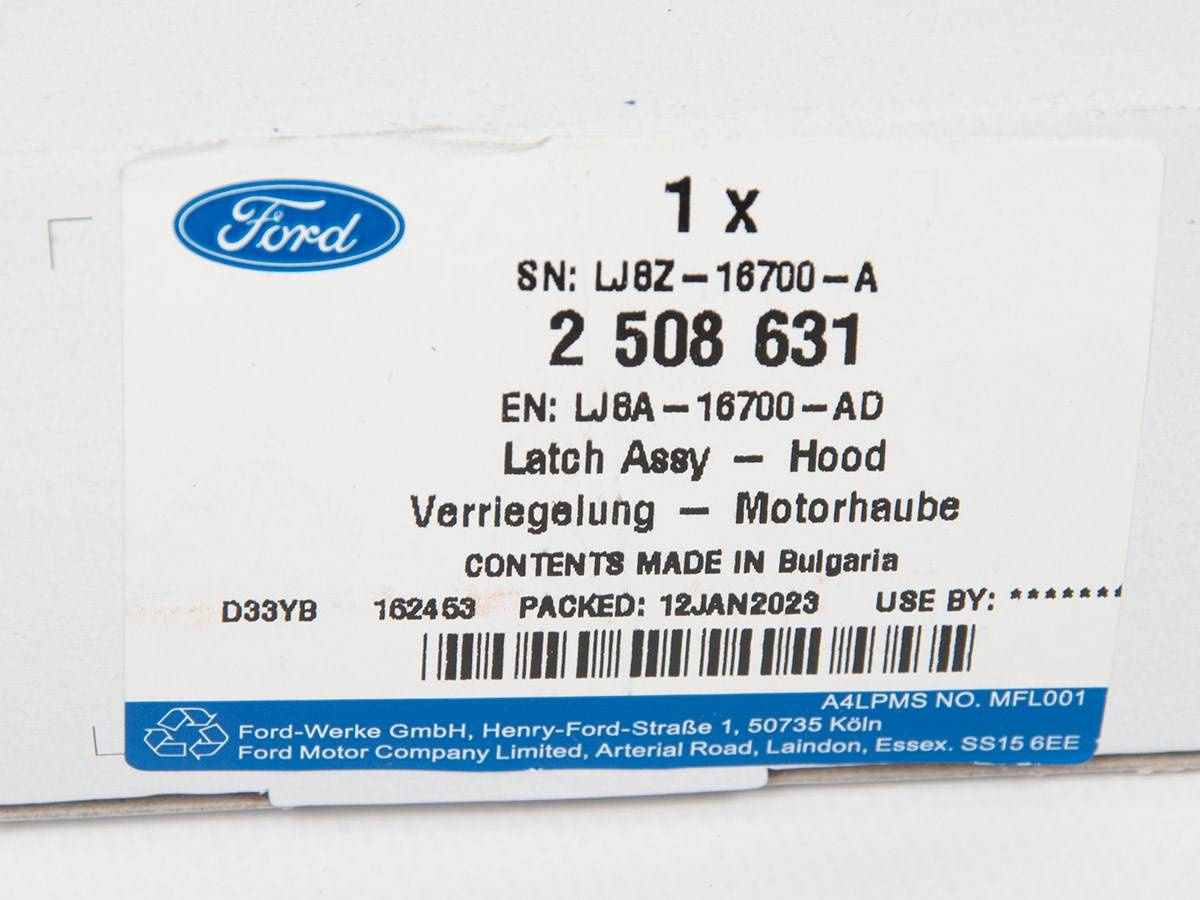 Ford
1 x
SN: LJ8Z-16700-A
2 508 631
EN: LJ8A-16700-AD
Latch Assy - Hood
Verriegelung - Motorhaube
CONTENTS MADE IN Bulgaria
D33YB 162453 PACKED: 12JAN2023 USE BY: *******
A4LPMS NO. MFL001
Ford-Werke GmbH, Henry-Ford-Straße 1, 50735 Köln
Ford Motor Company Limited, Arterial Road, Laindon, Essex. SS15 6EE